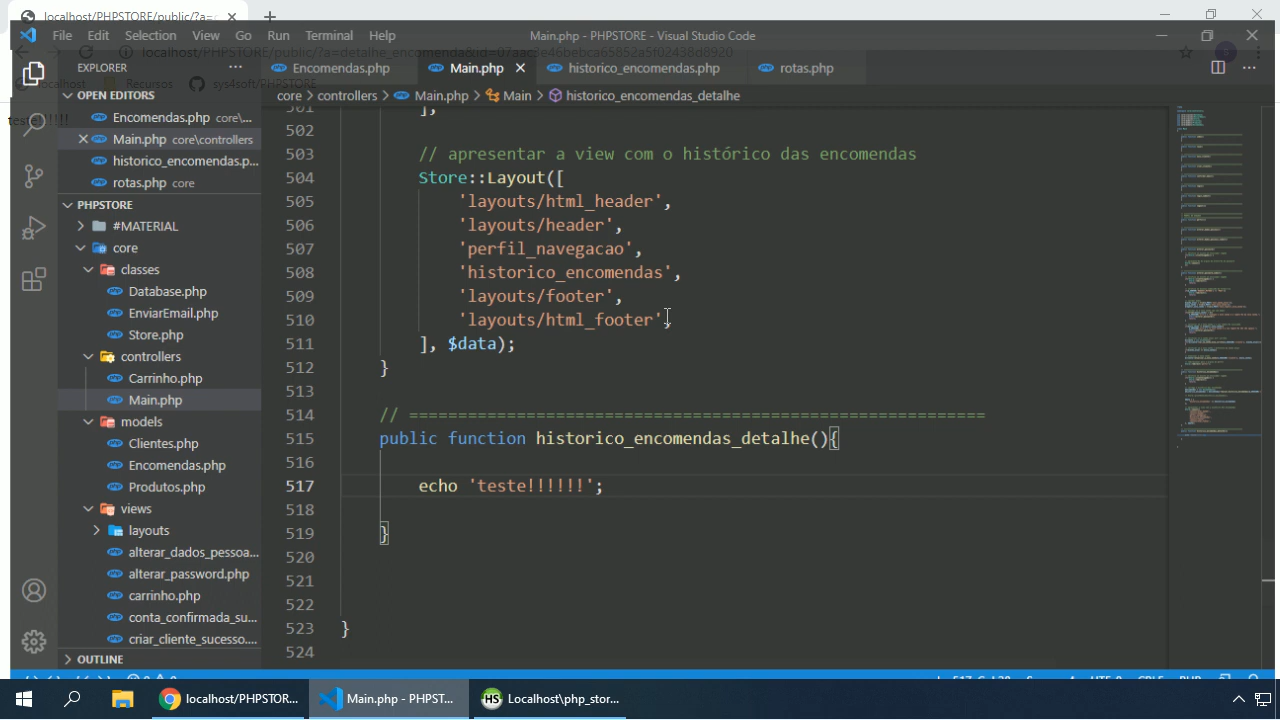 localhost/PHPSTORE/public/?a=c
File Edit Selection View Go Run Terminal Help
Main.php - PHPSTORE - Visual Studio Code
EXPLORER
Encomendas.php
Main.php
historico_encomendas.php
rotas.php
OPEN EDITORS
core > controllers > Main.php > Main > historico_encomendas_detalhe
Encomendas.php core\...
Main.php core\controllers
historico_encomendas.p...
rotas.php core
PHPSTORE
#MATERIAL
core
classes
Database.php
EnviarEmail.php
Store.php
controllers
Carrinho.php
Main.php
models
Clientes.php
Encomendas.php
Produtos.php
views
layouts
alterar_dados_pessoa...
alterar_password.php
carrinho.php
conta_confirmada_su...
criar_cliente_sucesso....
OUTLINE
501 ],
502
503 // apresentar a view com o histórico das encomendas
504 Store::Layout([
505 'layouts/html_header',
506 'layouts/header',
507 'perfil_navegacao',
508 'historico_encomendas',
509 'layouts/footer',
510 'layouts/html_footer',
511 ], $data);
512 }
513
514 // ===========================================================
515 public function historico_encomendas_detalhe(){
516
517 echo 'teste!!!!!!';
518
519 }
520
521
522
523 }
524
localhost/PHPSTOR...
Main.php - PHPST...
HS Localhost\php_stor...